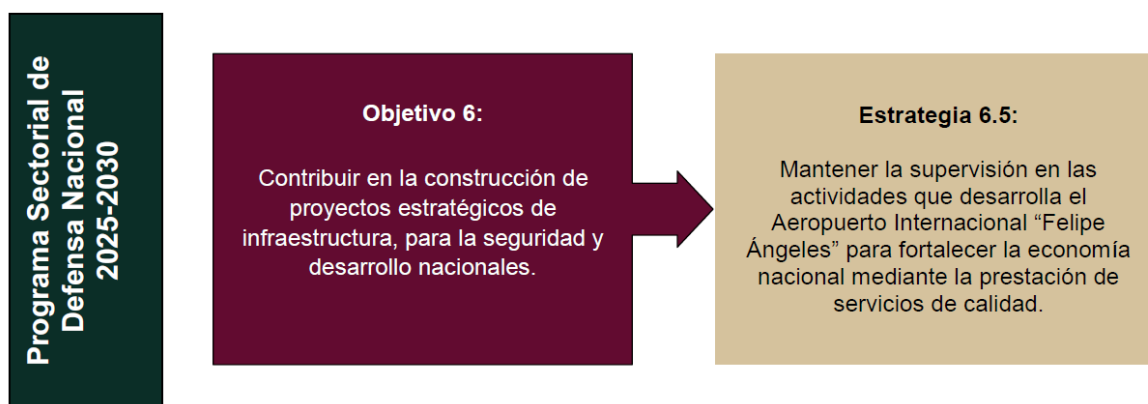 Programa Sectorial de
Defensa Nacional
2025-2030
Objetivo 6:
Contribuir en la construcción de
proyectos estratégicos de
infraestructura, para la seguridad y
desarrollo nacionales.
Estrategia 6.5:
Mantener la supervisión en las
actividades que desarrolla el
Aeropuerto Internacional “Felipe
Ángeles” para fortalecer la economía
nacional mediante la prestación de
servicios de calidad.